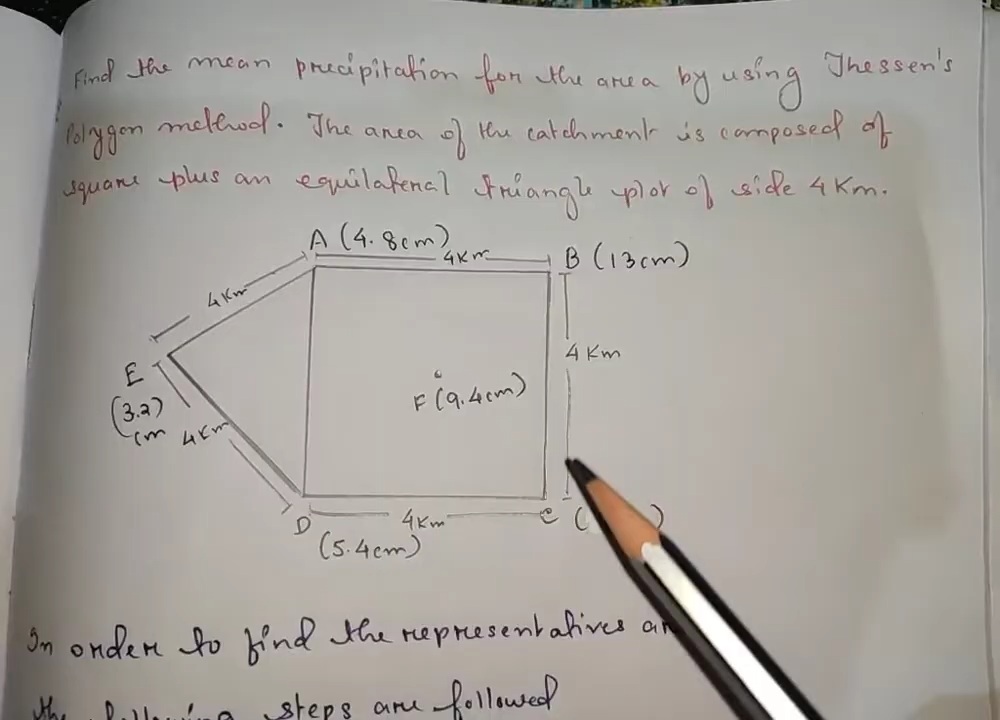 Find the mean precipitation for the area by using Thessen's
Polygon method. The area of the catchment is composed of
square plus an equilateral triangle plot of side 4 Km.
A (4.8cm)
4Km
B (13cm)
4Km
4 Km
E
(3.2)
cm
F (9.4cm)
4Km
D
4Km
C (
)
(5.4cm)
In order to find the representatives
the following steps are followed